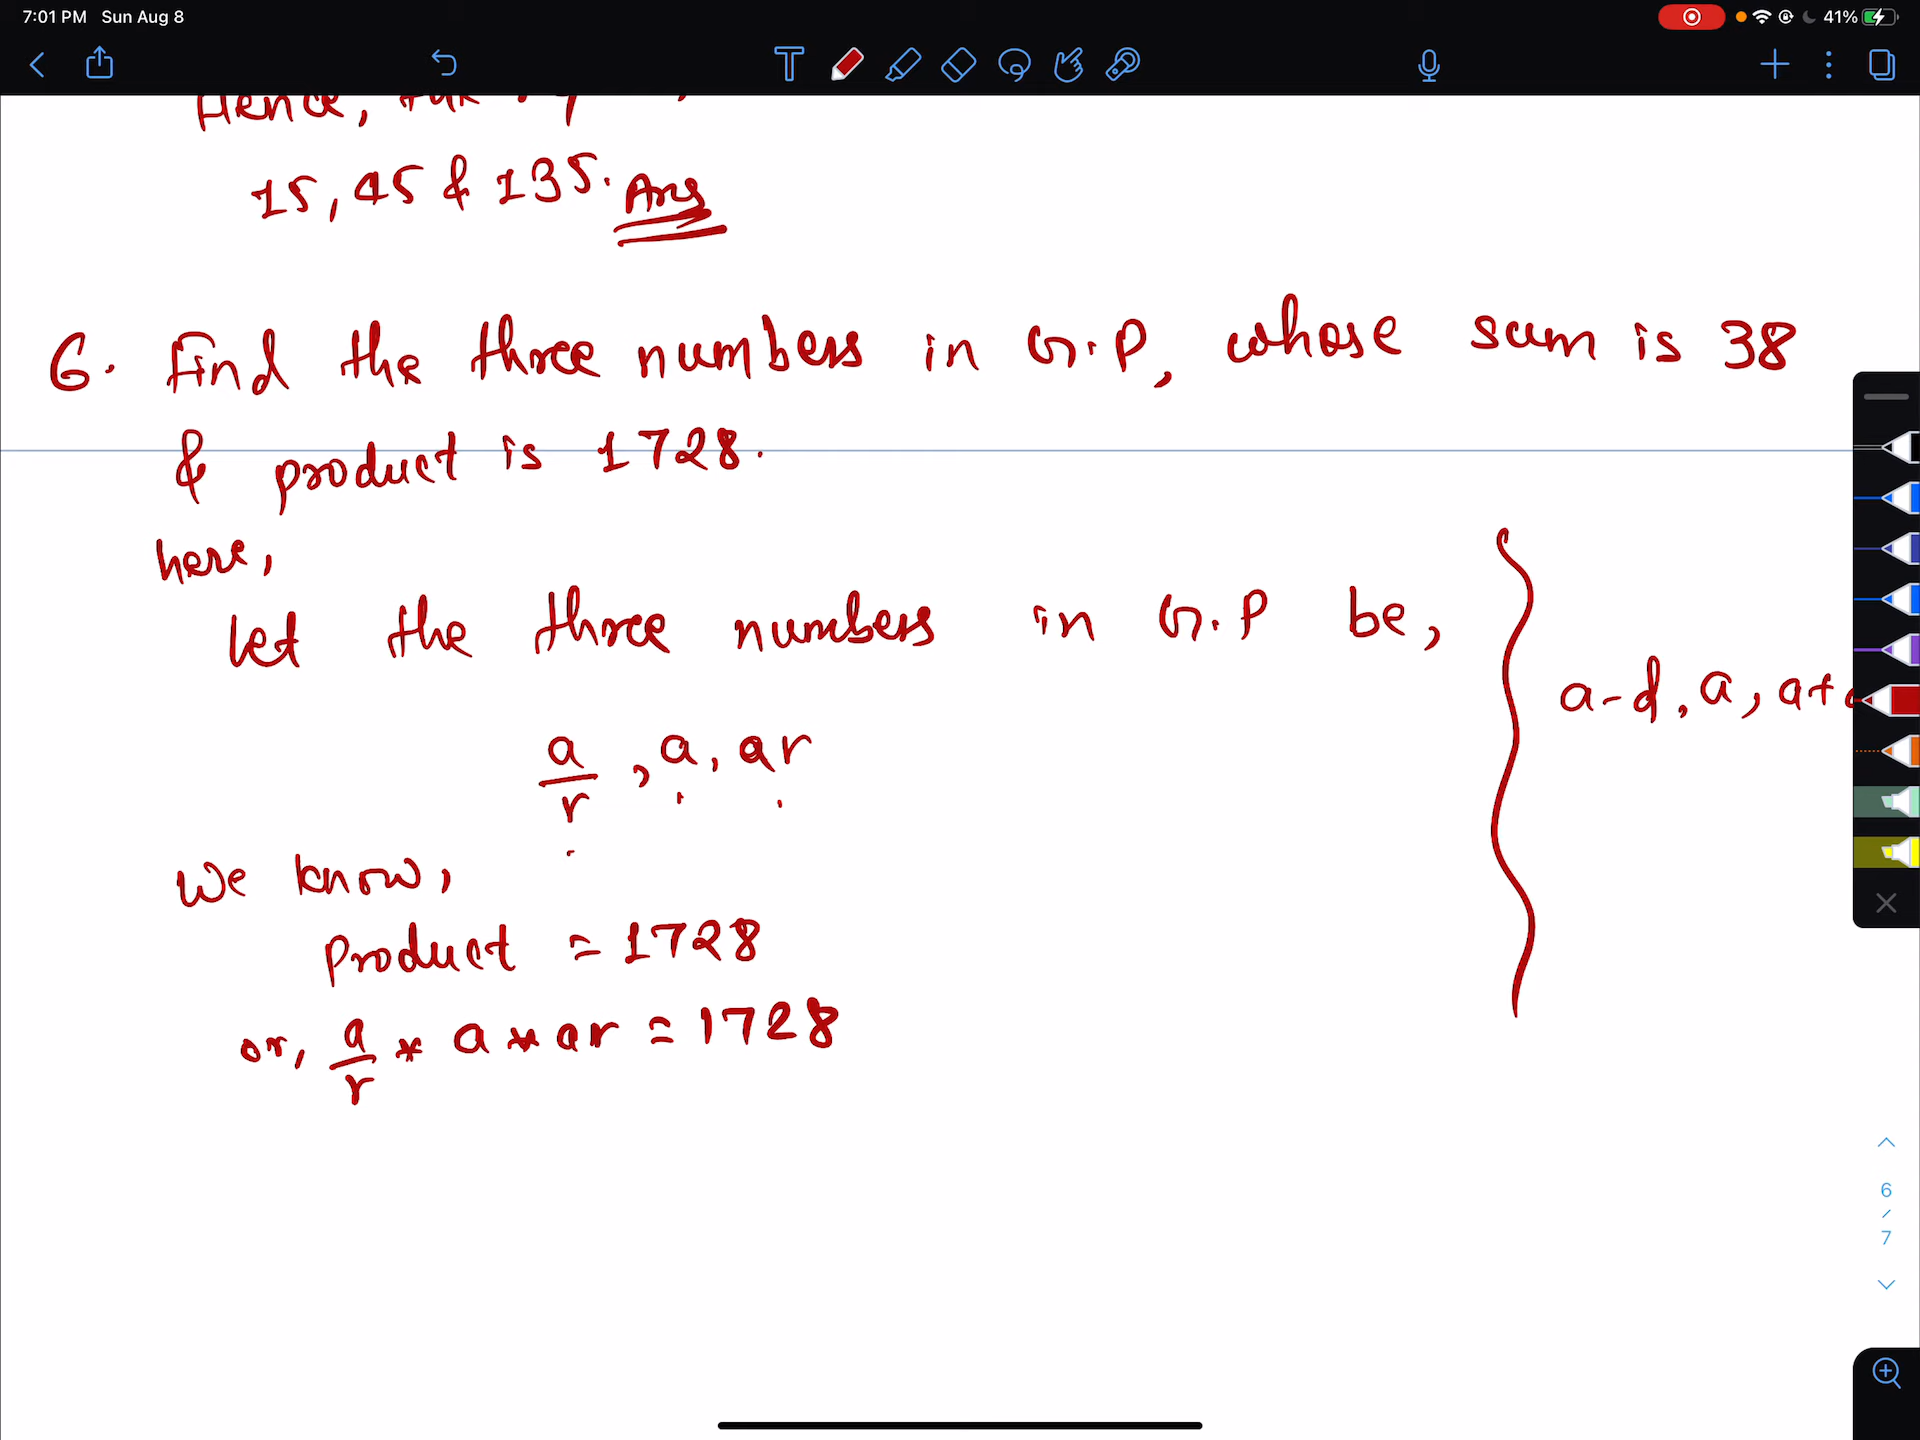 7:01 PM Sun Aug 8
41%
Hence,
15, 45 & 135. Ans
6. Find the three numbers in G.P, whose sum is 38
& product is 1728.
here,
let the three numbers in G.P be,
a-d, a, a+
a/r, a, ar
We know,
Product = 1728
or, a/r * a * ar = 1728
6
/
7